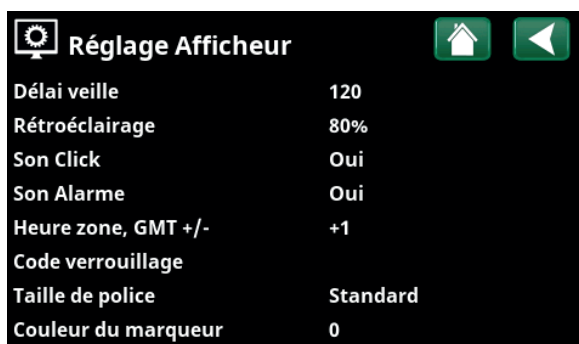 Réglage Afficheur
Délai veille 120
Rétroéclairage 80%
Son Click Oui
Son Alarme Oui
Heure zone, GMT +/- +1
Code verrouillage
Taille de police Standard
Couleur du marqueur 0